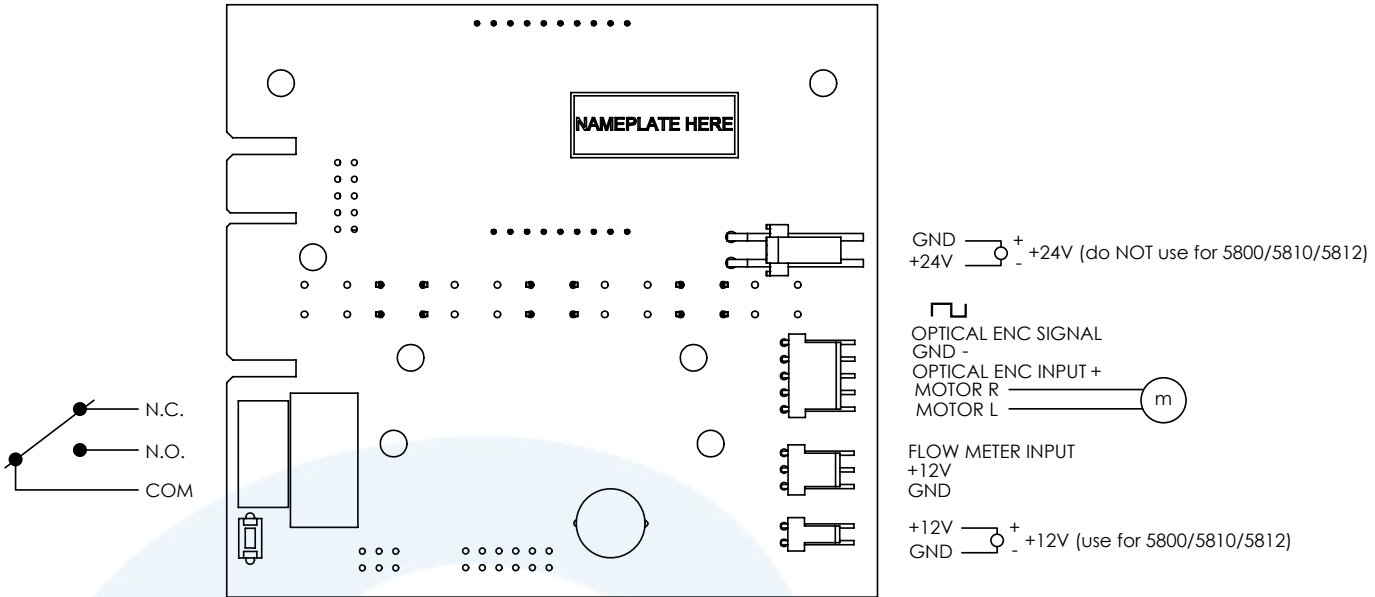 NAMEPLATE HERE
GND
+
+24V
-
+24V (do NOT use for 5800/5810/5812)
OPTICAL ENC SIGNAL
GND -
OPTICAL ENC INPUT +
MOTOR R
MOTOR L
m
N.C.
N.O.
COM
FLOW METER INPUT
+12V
GND
+12V
+
GND
-
+12V (use for 5800/5810/5812)